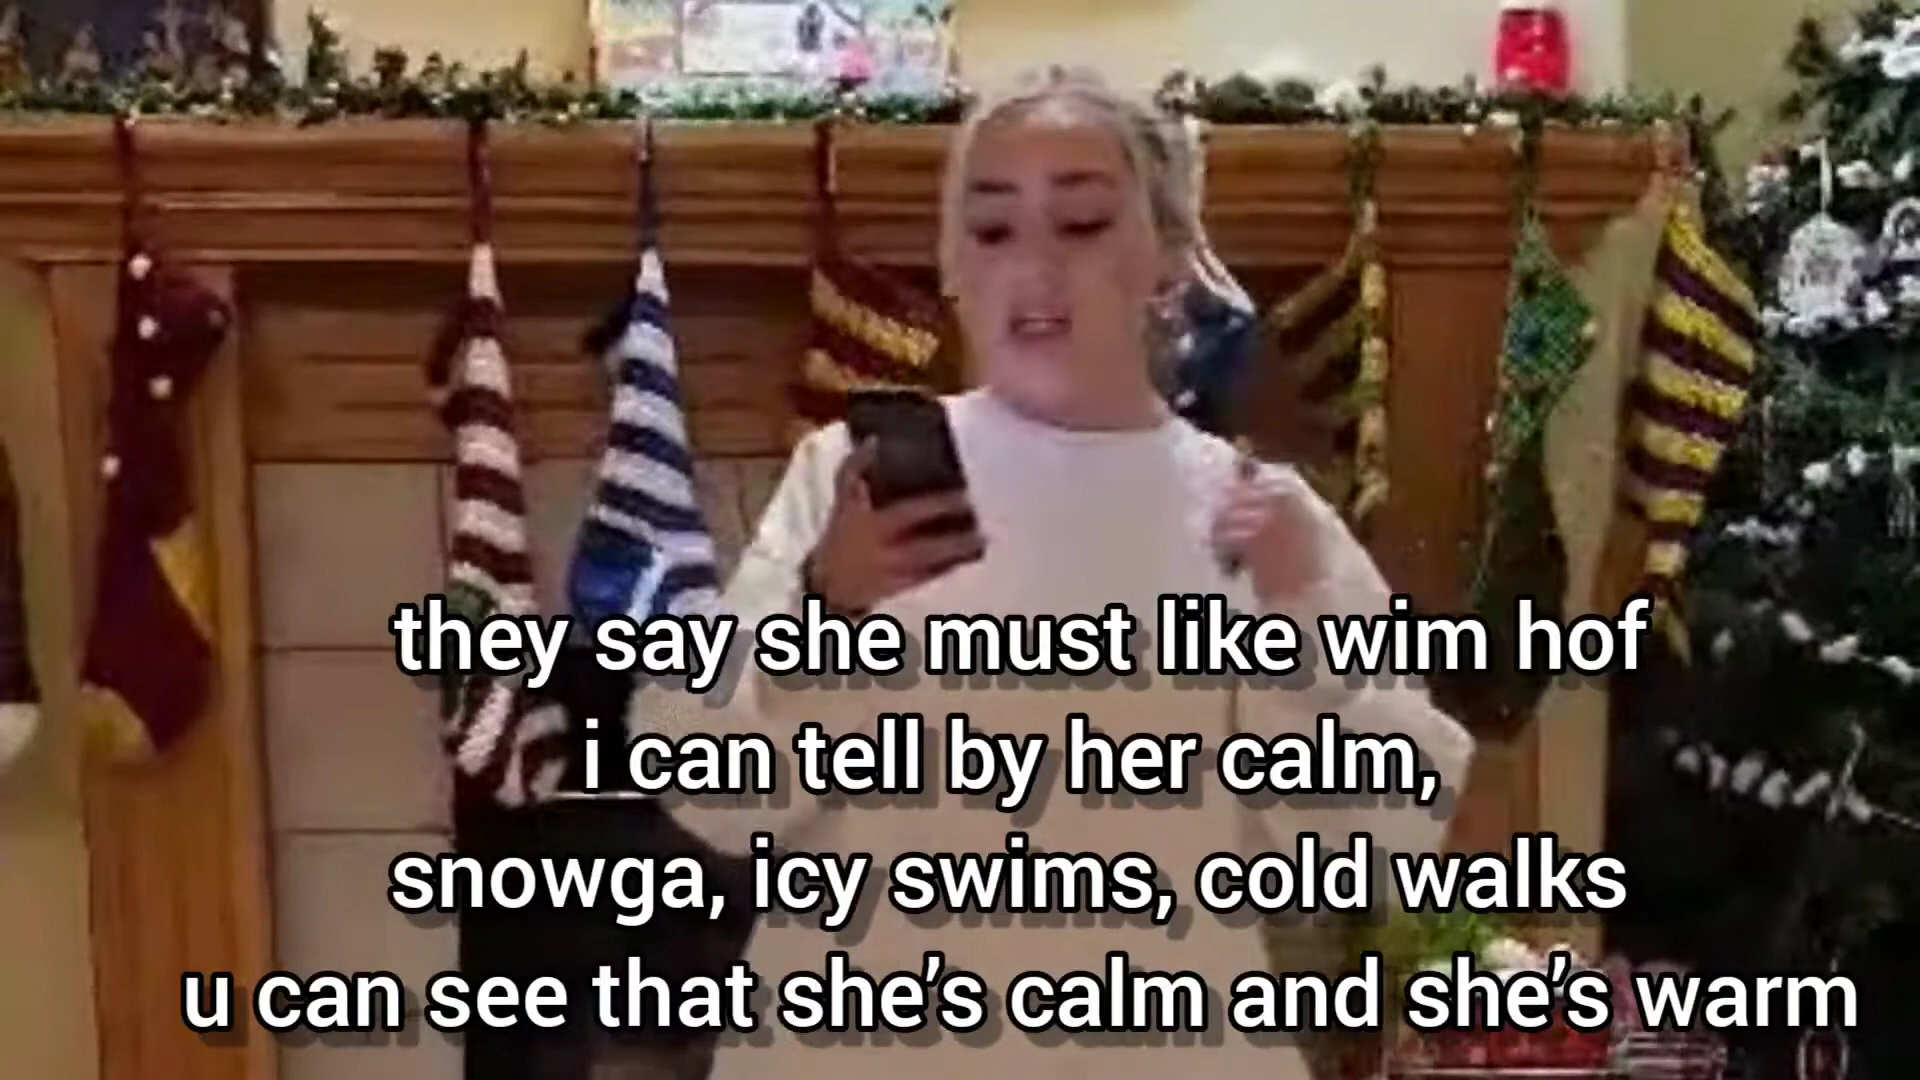 they say she must like wim hof
i can tell by her calm,
snowga, icy swims, cold walks
u can see that she's calm and she's warm